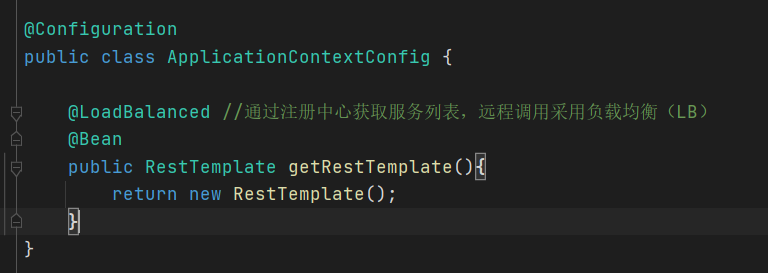 @Configuration
public class ApplicationContextConfig {
@LoadBalanced //通过注册中心获取服务列表，远程调用采用负载均衡（LB）
@Bean
public RestTemplate getRestTemplate(){
return new RestTemplate();
}
}